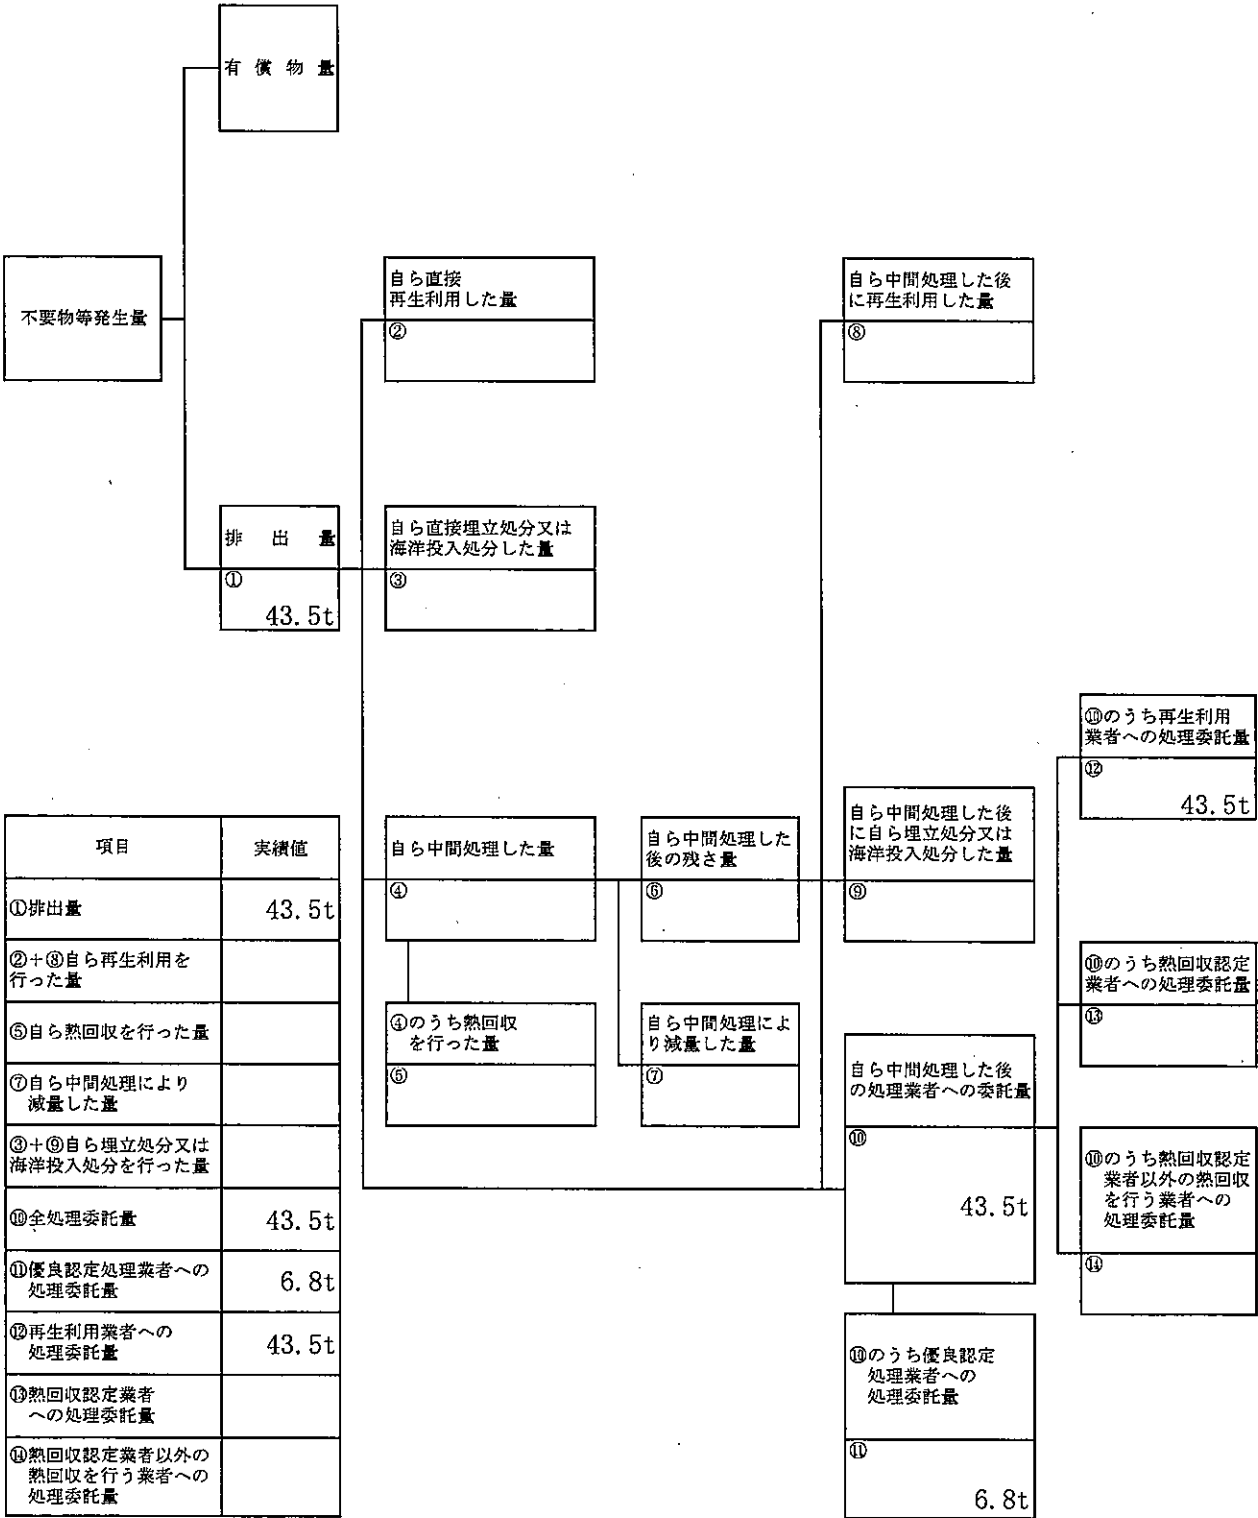 有償物量
不要物等発生量
自ら直接
再生利用した量
②
自ら中間処理した後
に再生利用した量
⑧
排出量
①
43.5t
自ら直接埋立処分又は
海洋投入処分した量
③
⑩のうち再生利用
業者への処理委託量
⑫
43.5t
自ら中間処理した量
④
自ら中間処理した
後の残さ量
⑥
自ら中間処理した後
に自ら埋立処分又は
海洋投入処分した量
⑨
④のうち熱回収
を行った量
⑤
自ら中間処理によ
り減量した量
⑦
自ら中間処理した後
の処理業者への委託量
⑩
43.5t
⑩のうち熱回収認定
業者への処理委託量
⑬
⑩のうち熱回収認定
業者以外の熱回収
を行う業者への
処理委託量
⑭
⑩のうち優良認定
処理業者への
処理委託量
⑪
6.8t
項目 実績値
①排出量 43.5t
②+⑧自ら再生利用を
行った量
⑤自ら熱回収を行った量
⑦自ら中間処理により
減量した量
③+⑨自ら埋立処分又は
海洋投入処分を行った量
⑩全処理委託量 43.5t
⑪優良認定処理業者への
処理委託量 6.8t
⑫再生利用業者への
処理委託量 43.5t
⑬熱回収認定業者
への処理委託量
⑭熱回収認定業者以外の
熱回収を行う業者への
処理委託量